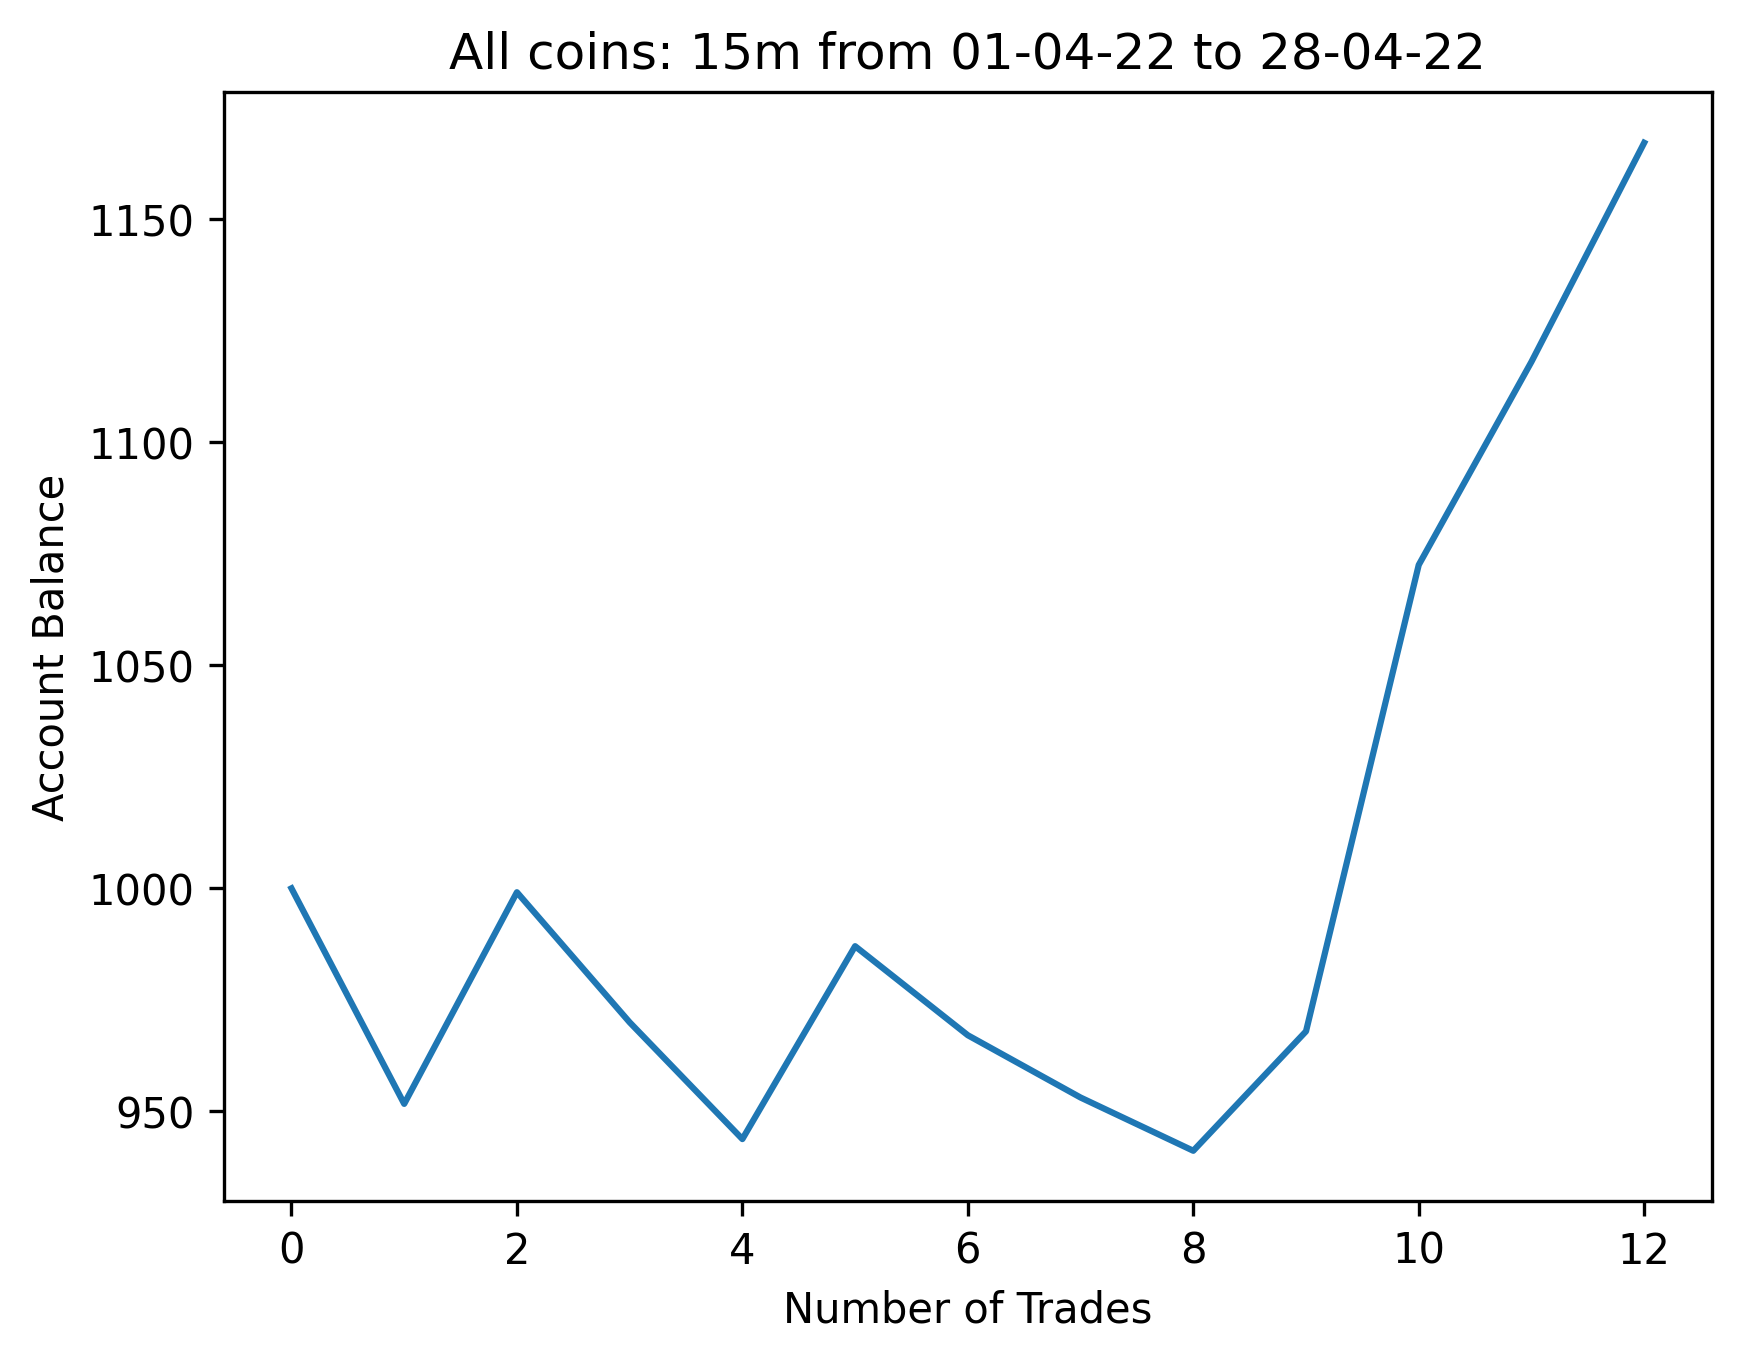 All coins: 15m from 01-04-22 to 28-04-22
1150
1100
1050
1000
950
Account Balance
0 2 4 6 8 10 12
Number of Trades